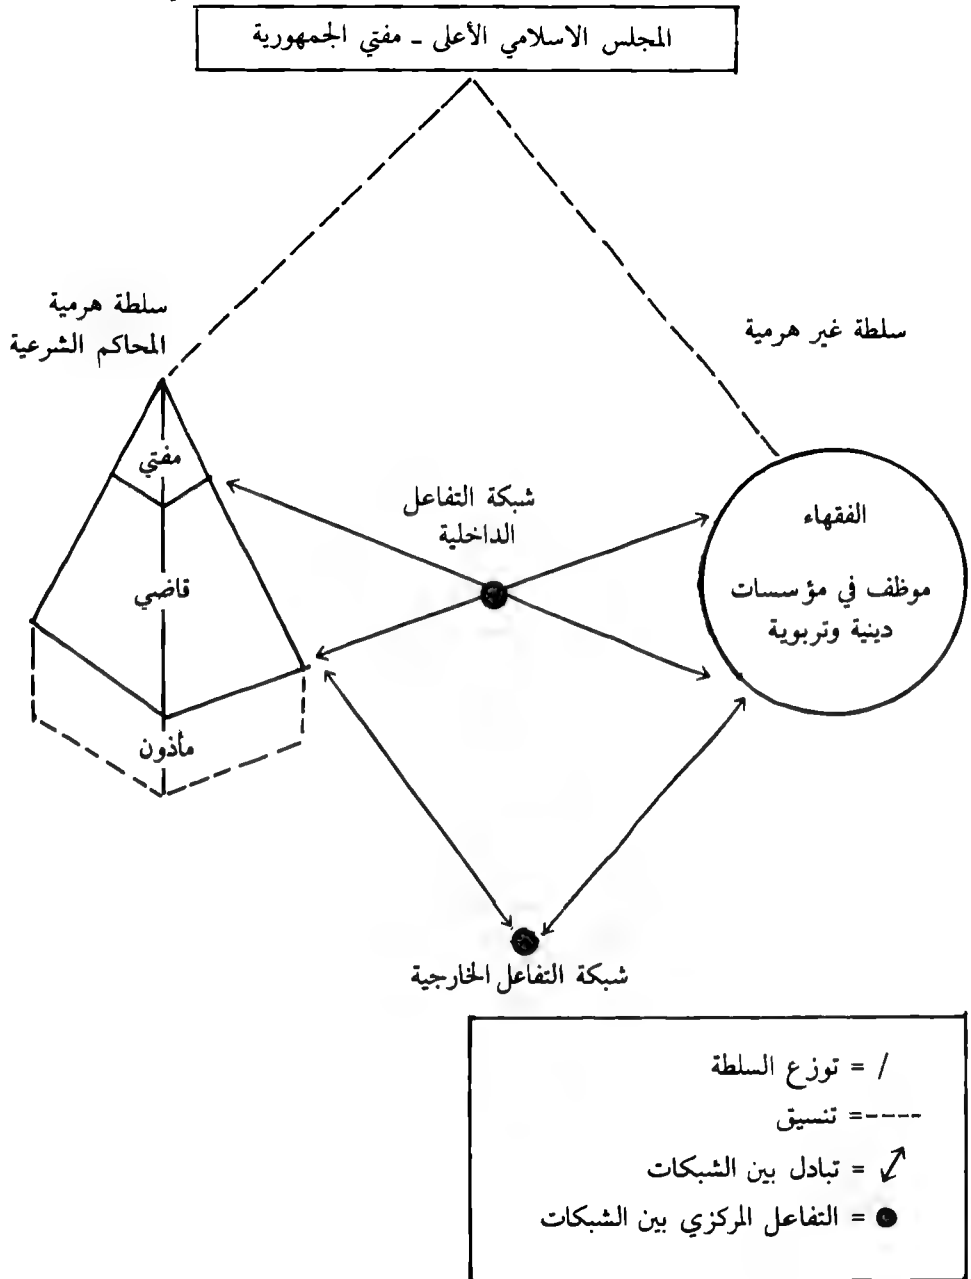 المجلس الاسلامي الأعلى - مفتي الجمهورية
سلطة هرمية
المحاكم الشرعية
سلطة غير هرمية
مفتي
قاضي
مأذون
شبكة التفاعل
الداخلية
الفقهاء
موظف في مؤسسات
دينية وتربوية
شبكة التفاعل الخارجية
/ = توزع السلطة
----= تنسيق
↗ = تبادل بين الشبكات
● = التفاعل المركزي بين الشبكات